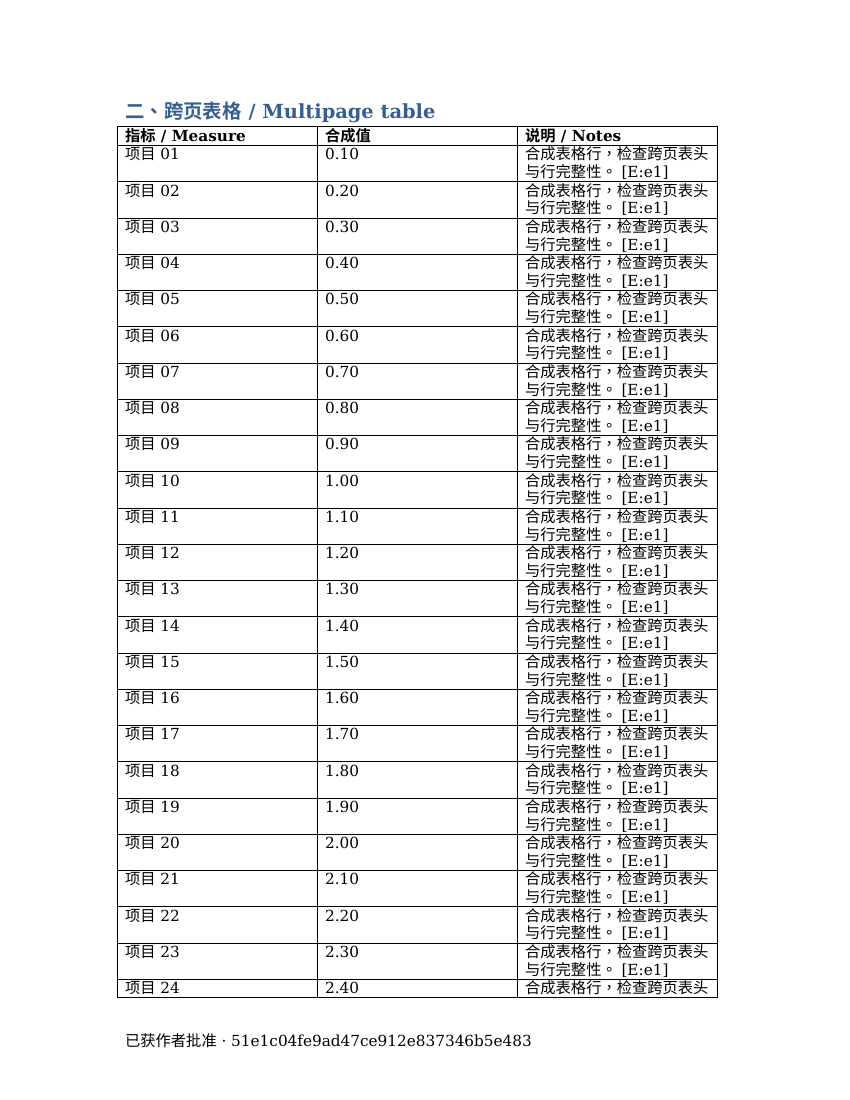 二、跨页表格 / Multipage table
指标 / Measure 合成值 说明 / Notes
项目 01 0.10 合成表格行，检查跨页表头
与行完整性。 [E:e1]
项目 02 0.20 合成表格行，检查跨页表头
与行完整性。 [E:e1]
项目 03 0.30 合成表格行，检查跨页表头
与行完整性。 [E:e1]
项目 04 0.40 合成表格行，检查跨页表头
与行完整性。 [E:e1]
项目 05 0.50 合成表格行，检查跨页表头
与行完整性。 [E:e1]
项目 06 0.60 合成表格行，检查跨页表头
与行完整性。 [E:e1]
项目 07 0.70 合成表格行，检查跨页表头
与行完整性。 [E:e1]
项目 08 0.80 合成表格行，检查跨页表头
与行完整性。 [E:e1]
项目 09 0.90 合成表格行，检查跨页表头
与行完整性。 [E:e1]
项目 10 1.00 合成表格行，检查跨页表头
与行完整性。 [E:e1]
项目 11 1.10 合成表格行，检查跨页表头
与行完整性。 [E:e1]
项目 12 1.20 合成表格行，检查跨页表头
与行完整性。 [E:e1]
项目 13 1.30 合成表格行，检查跨页表头
与行完整性。 [E:e1]
项目 14 1.40 合成表格行，检查跨页表头
与行完整性。 [E:e1]
项目 15 1.50 合成表格行，检查跨页表头
与行完整性。 [E:e1]
项目 16 1.60 合成表格行，检查跨页表头
与行完整性。 [E:e1]
项目 17 1.70 合成表格行，检查跨页表头
与行完整性。 [E:e1]
项目 18 1.80 合成表格行，检查跨页表头
与行完整性。 [E:e1]
项目 19 1.90 合成表格行，检查跨页表头
与行完整性。 [E:e1]
项目 20 2.00 合成表格行，检查跨页表头
与行完整性。 [E:e1]
项目 21 2.10 合成表格行，检查跨页表头
与行完整性。 [E:e1]
项目 22 2.20 合成表格行，检查跨页表头
与行完整性。 [E:e1]
项目 23 2.30 合成表格行，检查跨页表头
与行完整性。 [E:e1]
项目 24 2.40 合成表格行，检查跨页表头
已获作者批准 · 51e1c04fe9ad47ce912e837346b5e483